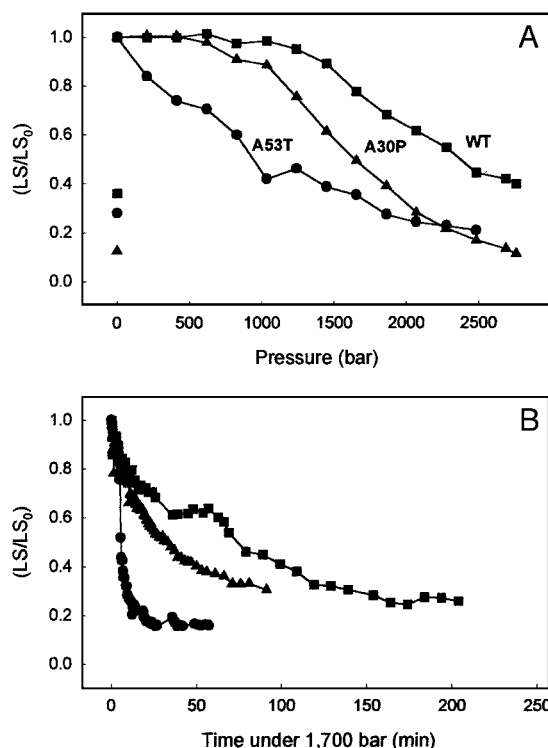 A
(LS/LS0)
1.0
0.8
0.6
0.4
0.2
0.0
A53T
A30P
WT
0 500 1000 1500 2000 2500
Pressure (bar)
B
(LS/LS0)
1.0
0.8
0.6
0.4
0.2
0.0
0 50 100 150 200 250
Time under 1,700 bar (min)